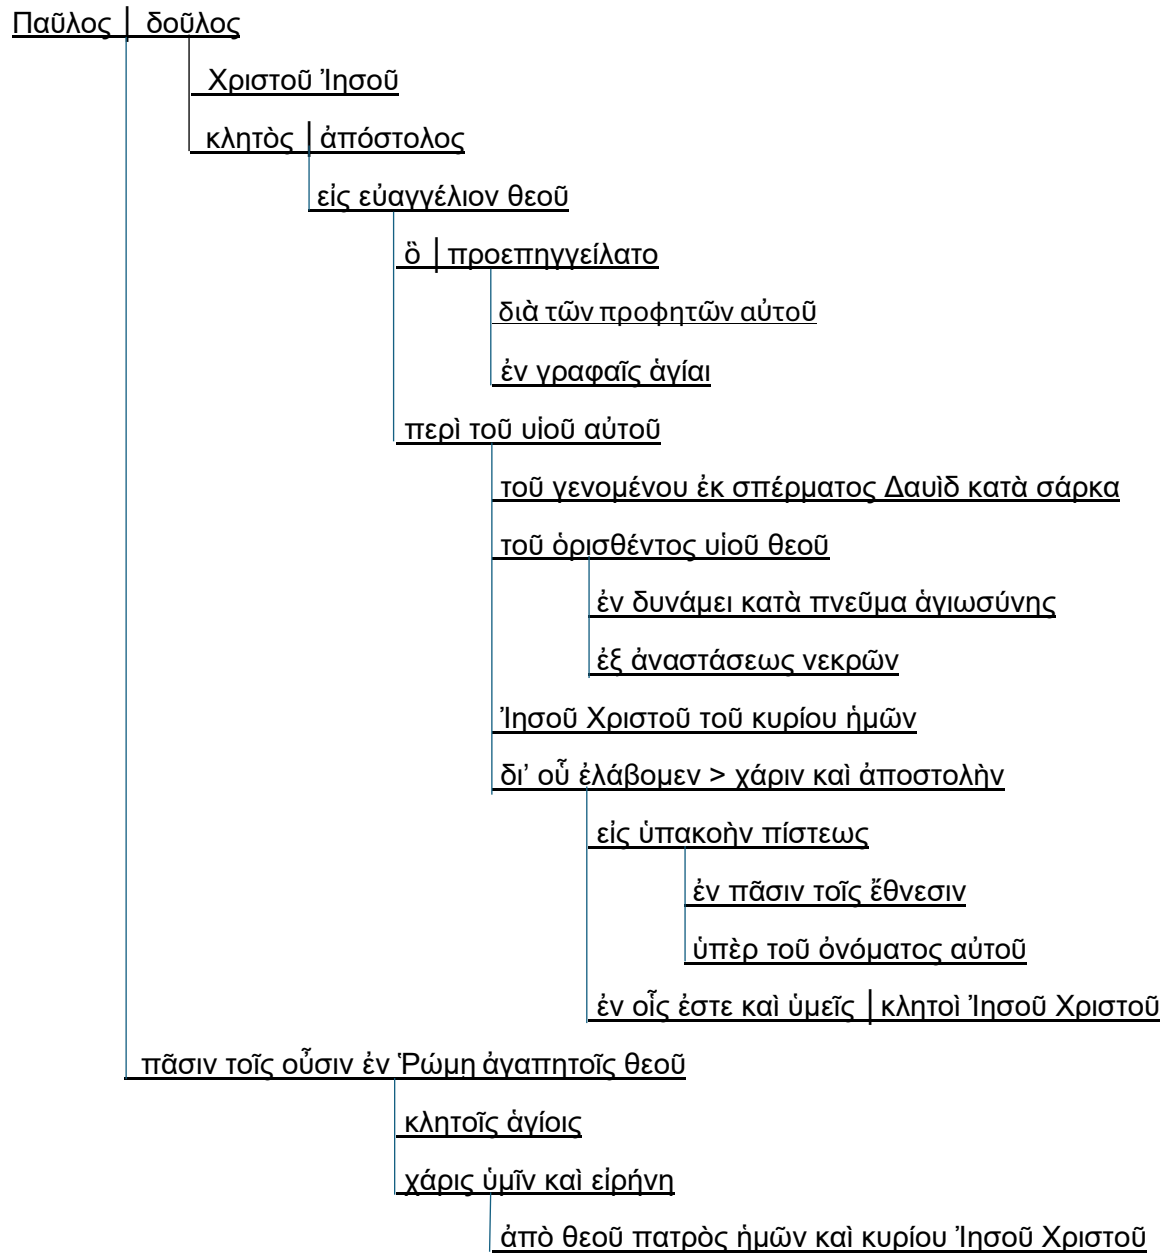 Παῦλος | δοῦλος
Χριστοῦ Ἰησοῦ
κλητὸς | ἀπόστολος
εἰς εὐαγγέλιον θεοῦ
ὃ | προεπηγγείλατο
διὰ τῶν προφητῶν αὐτοῦ
ἐν γραφαῖς ἁγίαι
περὶ τοῦ υἱοῦ αὐτοῦ
τοῦ γενομένου ἐκ σπέρματος Δαυὶδ κατὰ σάρκα
τοῦ ὁρισθέντος υἱοῦ θεοῦ
ἐν δυνάμει κατὰ πνεῦμα ἁγιωσύνης
ἐξ ἀναστάσεως νεκρῶν
Ἰησοῦ Χριστοῦ τοῦ κυρίου ἡμῶν
δι’ οὗ ἐλάβομεν > χάριν καὶ ἀποστολὴν
εἰς ὑπακοὴν πίστεως
ἐν πᾶσιν τοῖς ἔθνεσιν
ὑπὲρ τοῦ ὀνόματος αὐτοῦ
ἐν οἷς ἐστε καὶ ὑμεῖς | κλητοὶ Ἰησοῦ Χριστοῦ
πᾶσιν τοῖς οὖσιν ἐν Ῥώμῃ ἀγαπητοῖς θεοῦ
κλητοῖς ἁγίοις
χάρις ὑμῖν καὶ εἰρήνη
ἀπὸ θεοῦ πατρὸς ἡμῶν καὶ κυρίου Ἰησοῦ Χριστοῦ